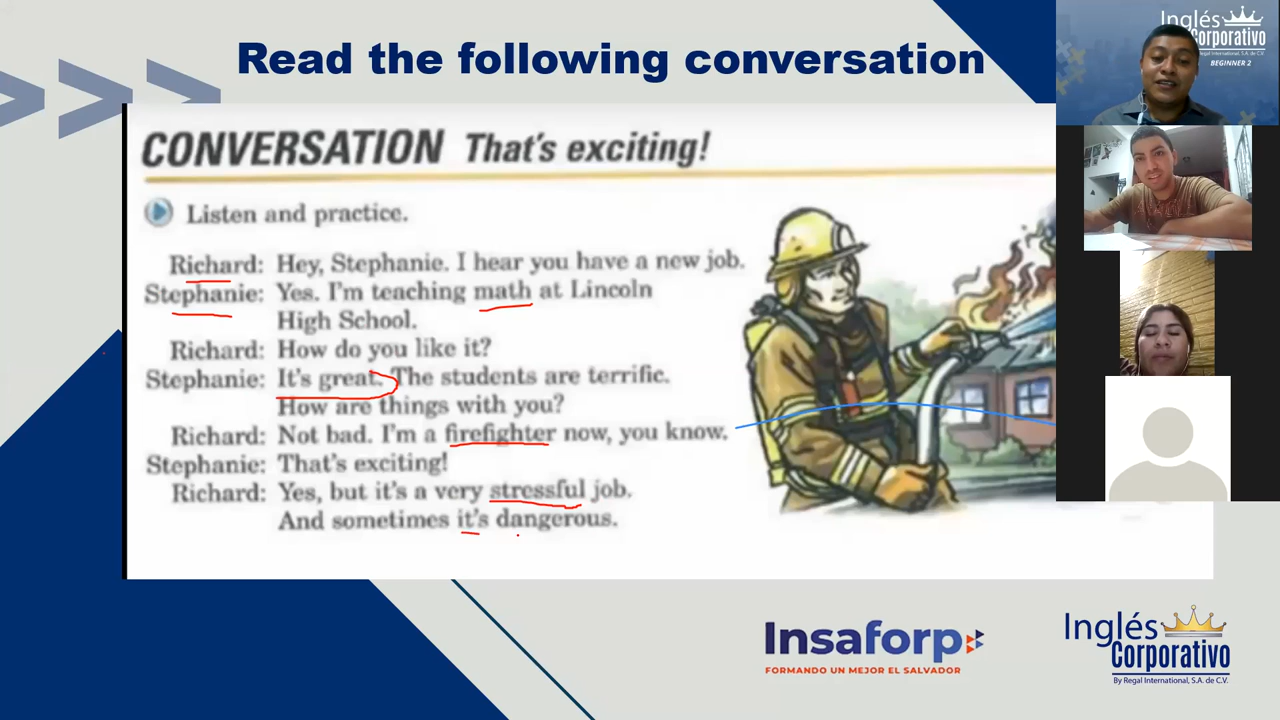 Read the following conversation
CONVERSATION That's exciting!
Listen and practice.
Richard: Hey, Stephanie. I hear you have a new job.
Stephanie: Yes. I'm teaching math at Lincoln
High School.
Richard: How do you like it?
Stephanie: It's great. The students are terrific.
How are things with you?
Richard: Not bad. I'm a firefighter now, you know.
Stephanie: That's exciting!
Richard: Yes, but it's a very stressful job.
And sometimes it's dangerous.
Inglés
Corporativo
By Regal International, S.A. de C.V.
BEGINNER 2
Insaforp
FORMANDO UN MEJOR EL SALVADOR
Inglés
Corporativo
By Regal International, S.A. de C.V.